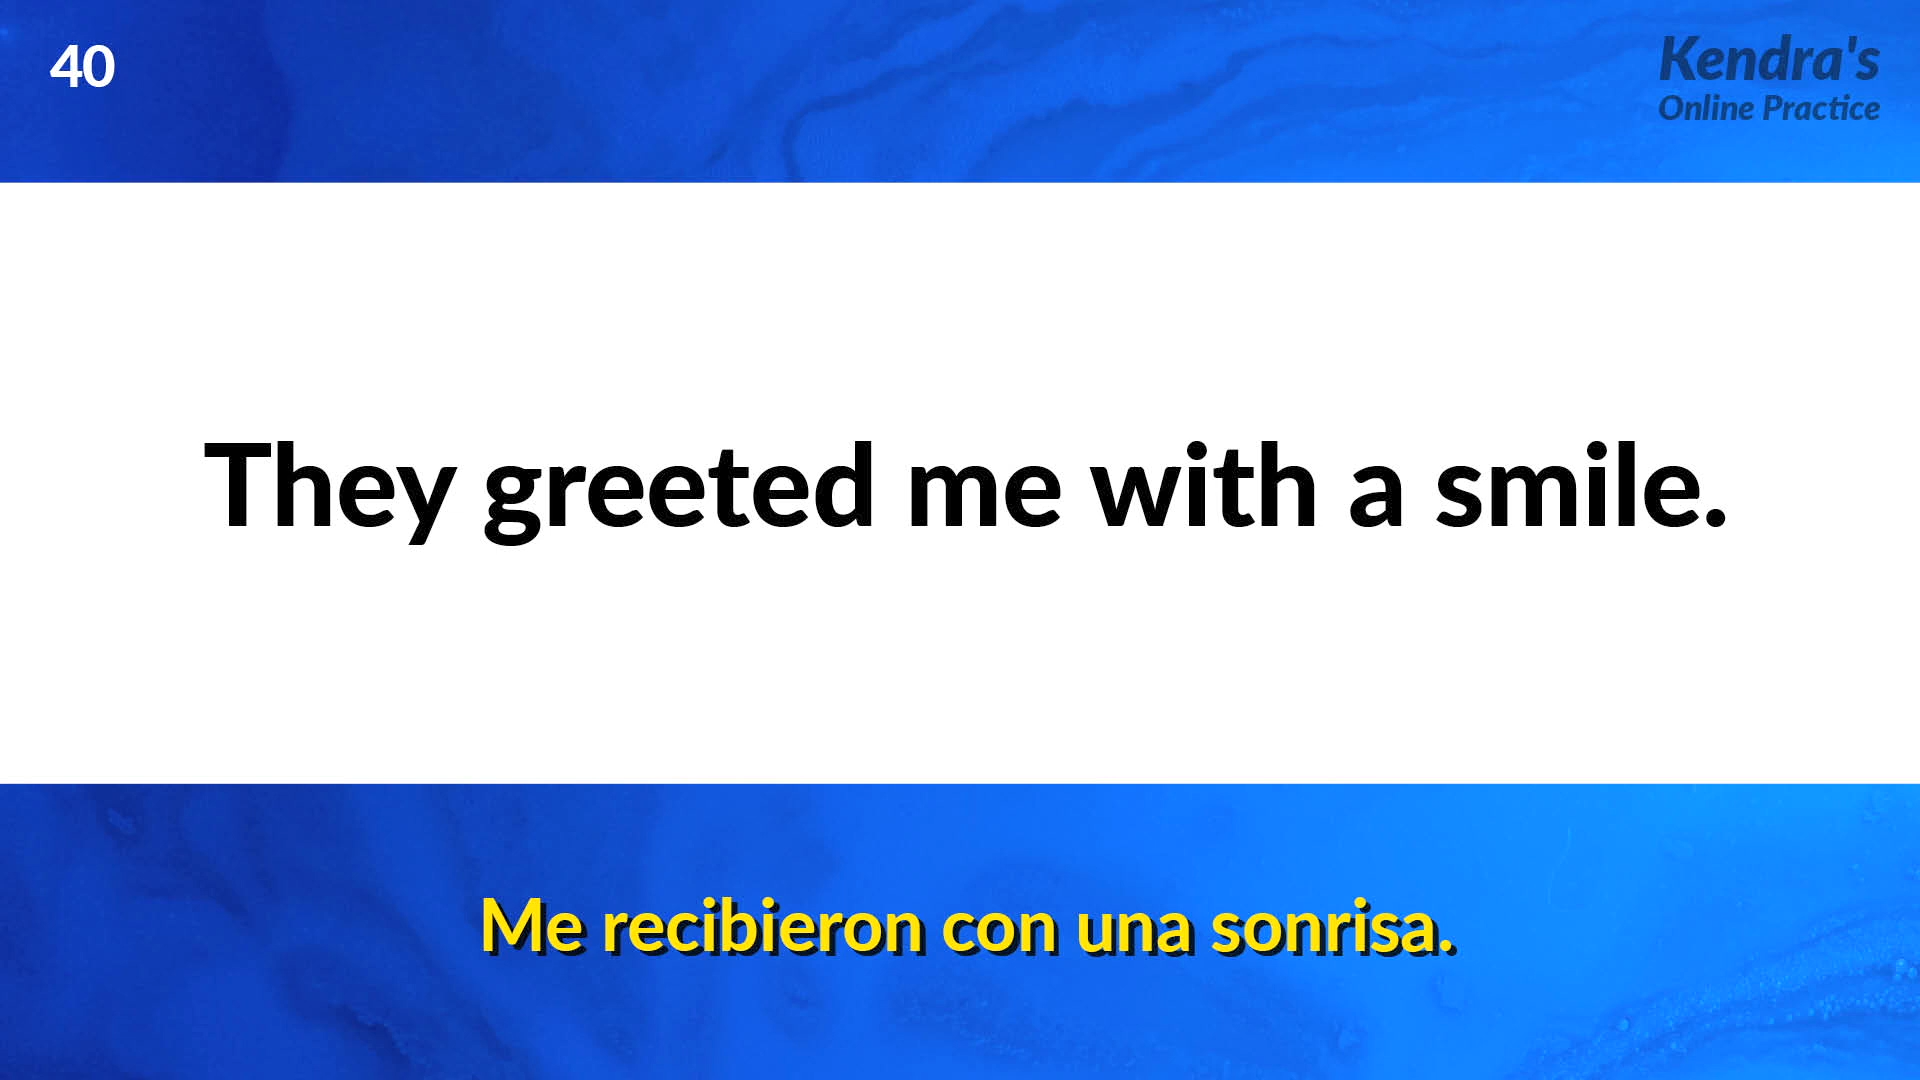 40
Kendra's
Online Practice
They greeted me with a smile.
Me recibieron con una sonrisa.